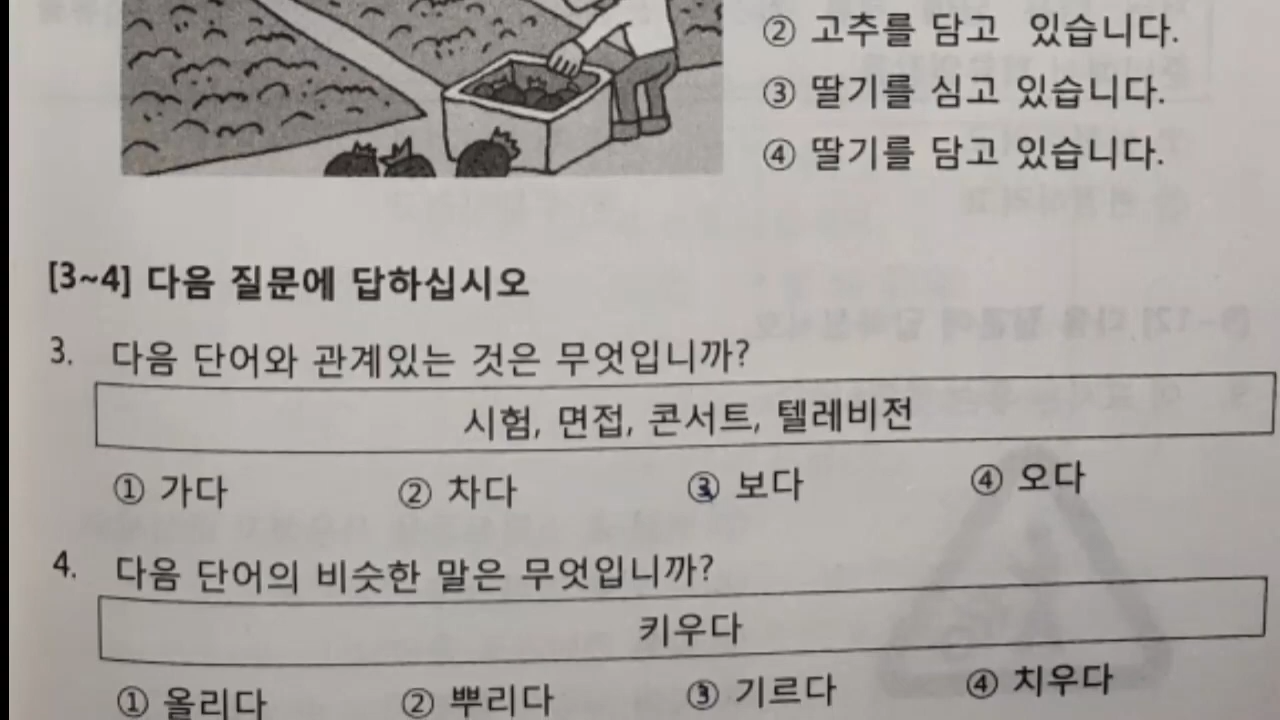 ② 고추를 담고 있습니다.
③ 딸기를 심고 있습니다.
④ 딸기를 담고 있습니다.
[3~4] 다음 질문에 답하십시오
3. 다음 단어와 관계있는 것은 무엇입니까?
시험, 면접, 콘서트, 텔레비전
① 가다 ② 차다 ③ 보다 ④ 오다
4. 다음 단어의 비슷한 말은 무엇입니까?
키우다
① 올리다 ② 뿌리다 ③ 기르다 ④ 치우다